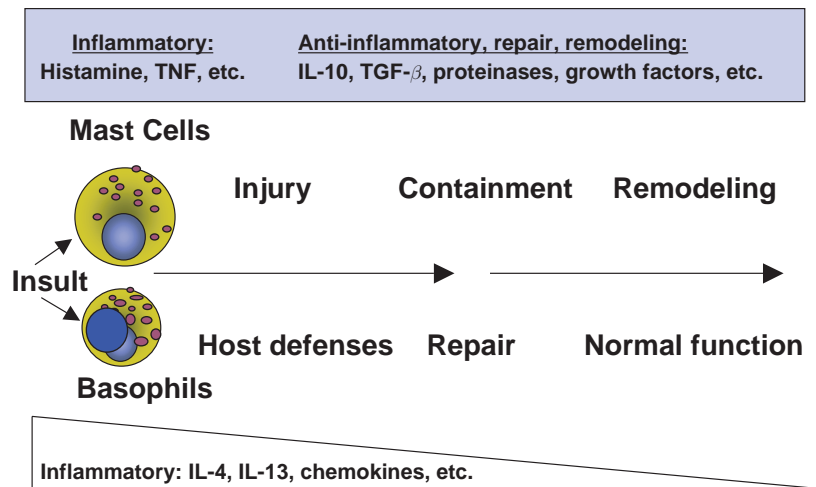 Inflammatory: Anti-inflammatory, repair, remodeling:
Histamine, TNF, etc. IL-10, TGF-β, proteinases, growth factors, etc.
Mast Cells
Injury Containment Remodeling
Insult
Host defenses Repair Normal function
Basophils
Inflammatory: IL-4, IL-13, chemokines, etc.